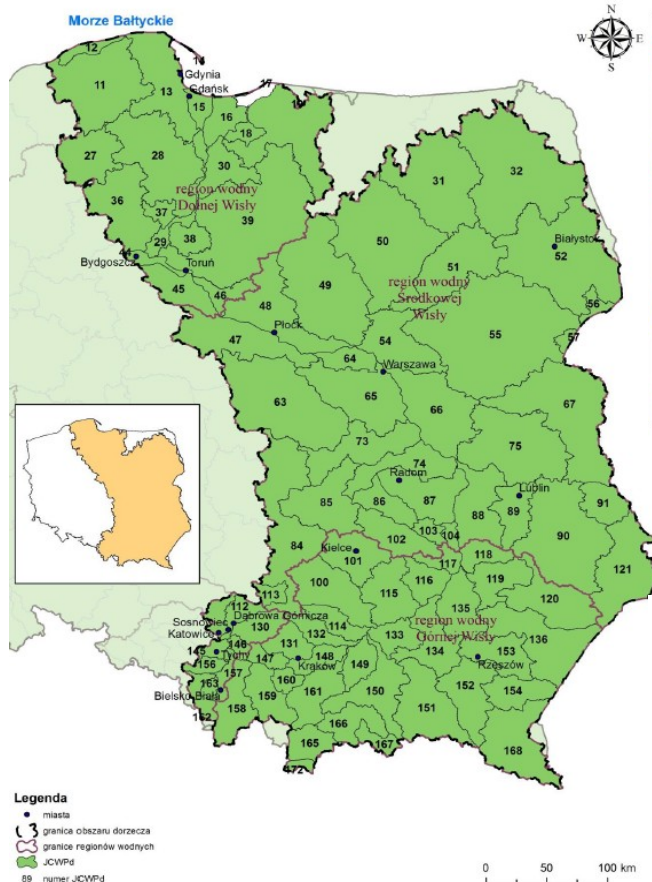 Morze Bałtyckie
N
W E
S
12
14
Gdynia
17
11
13
Gdańsk
15
19
16
18
27
28
30
region wodny
Dolnej Wisły
31
32
36
37
39
29
38
44
Bydgoszcz
Toruń
45
46
50
51
Białystok
52
region wodny
Środkowej
Wisły
49
48
56
Płock
47
54
55
57
64
Warszawa
63
65
66
67
73
74
75
Radom
85
86
87
Lublin
88
89
91
90
84
Kielce
101
102
103
104
117
118
121
100
113
115
116
119
120
112
Dąbrowa Górnicza
Sosnowiec
Katowice
130
114
135
region wodny
Górnej Wisły
132
133
136
131
134
145
146
Tychy
147
148
Kraków
149
153
Rzeszów
156
157
152
163
160
154
Bielsko-Biała
158
159
161
150
151
162
166
165
167
168
172
Legenda
miasta
granica obszaru dorzecza
granice regionów wodnych
JCWPd
89 numer JCWPd
0 50 100 km